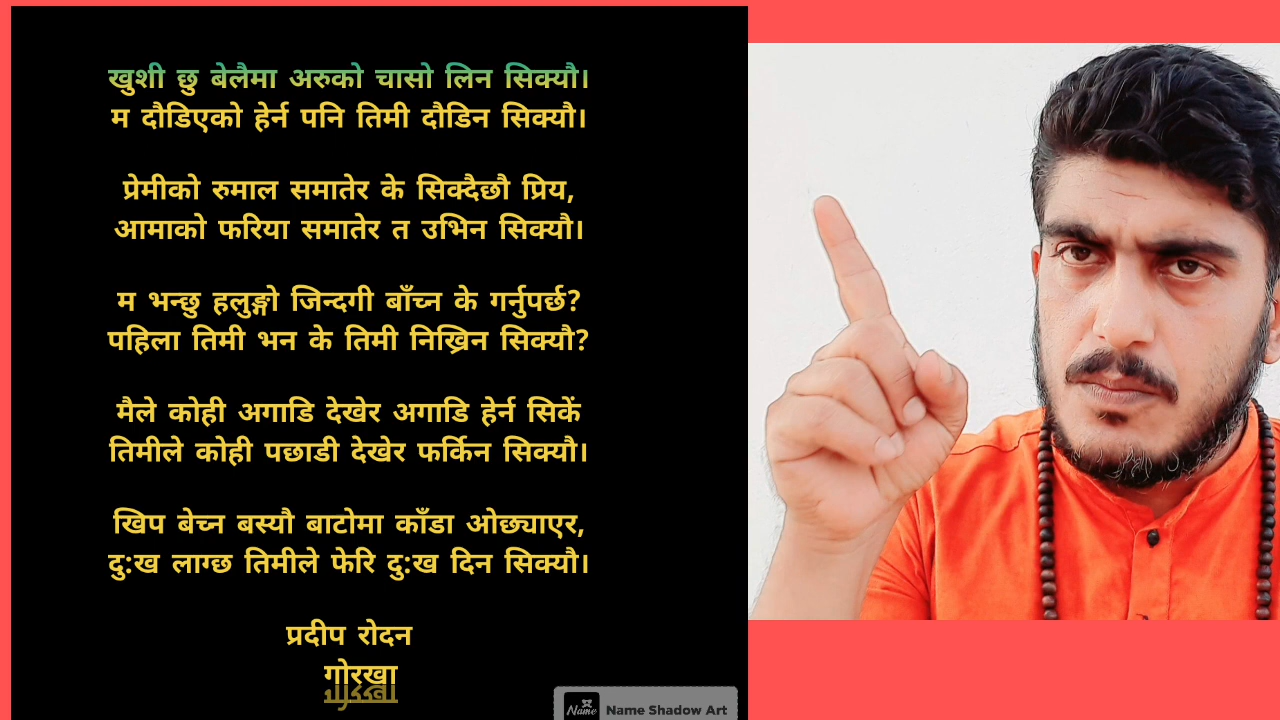 खुशी छु बेलैमा अरुको चासो लिन सिक्यौ।
म दौडिएको हेर्न पनि तिमी दौडिन सिक्यौ।
प्रेमीको रुमाल समातेर के सिक्दैछौ प्रिय,
आमाको फरिया समातेर त उभिन सिक्यौ।
म भन्छु हलुङ्गो जिन्दगी बाँच्न के गर्नुपर्छ?
पहिला तिमी भन के तिमी निख्रिन सिक्यौ?
मैले कोही अगाडि देखेर अगाडि हेर्न सिकें
तिमीले कोही पछाडी देखेर फर्किन सिक्यौ।
खिप बेच्न बस्यौ बाटोमा काँडा ओछ्याएर,
दुःख लाग्छ तिमीले फेरि दुःख दिन सिक्यौ।
प्रदीप रोदन
गोरखा
Name Name Shadow Art